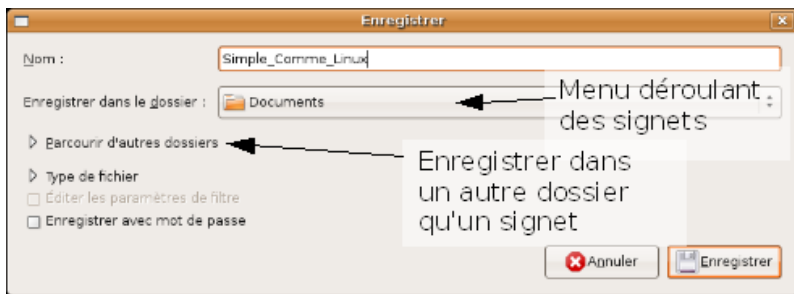 Enregistrer
Nom :
Simple_Comme_Linux
Enregistrer dans le dossier :
Documents
Menu déroulant
des signets
Parcourir d'autres dossiers
Enregistrer dans
un autre dossier
qu'un signet
Type de fichier
Éditer les paramètres de filtre
Enregistrer avec mot de passe
Annuler
Enregistrer